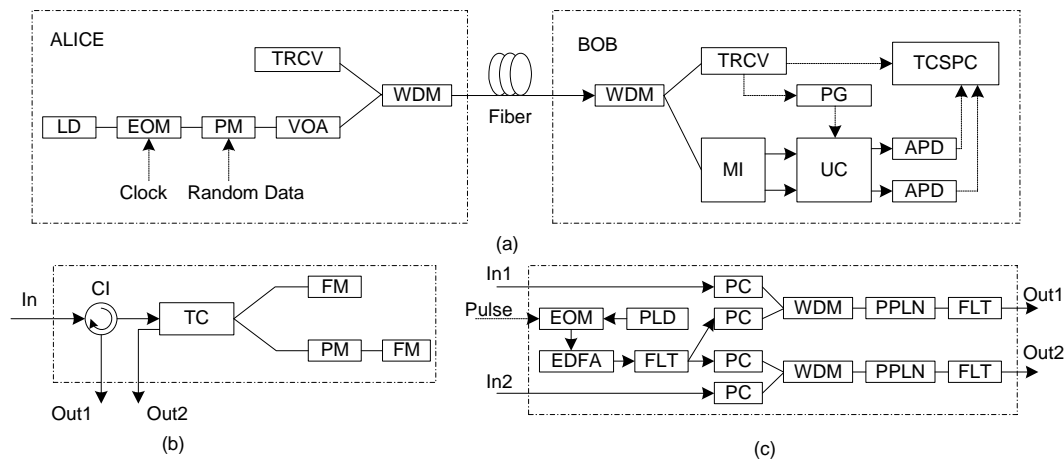 ALICE
TRCV
WDM
LD
EOM
PM
VOA
Clock
Random Data
Fiber
BOB
WDM
TRCV
TCSPC
PG
MI
UC
APD
APD
(a)
In
CI
TC
FM
PM
FM
Out1
Out2
(b)
In1
PC
Pulse
EOM
PLD
PC
WDM
PPLN
FLT
Out1
EDFA
FLT
PC
WDM
PPLN
FLT
Out2
In2
PC
(c)